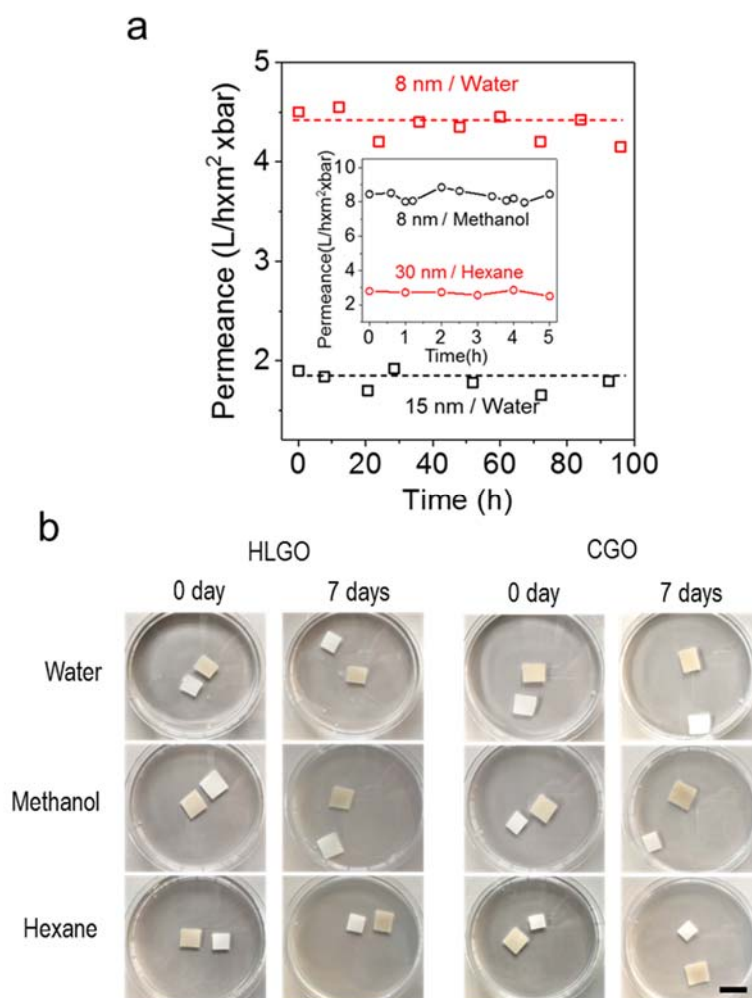 a
5
8 nm / Water
4
Permeance (L/hxm² xbar)
10
8
6
4
2
Permeance(L/hxm²xbar)
8 nm / Methanol
30 nm / Hexane
0 1 2 3 4 5
Time(h)
3
2
15 nm / Water
0 20 40 60 80 100
Time (h)
b
HLGO CGO
0 day 7 days 0 day 7 days
Water
Methanol
Hexane